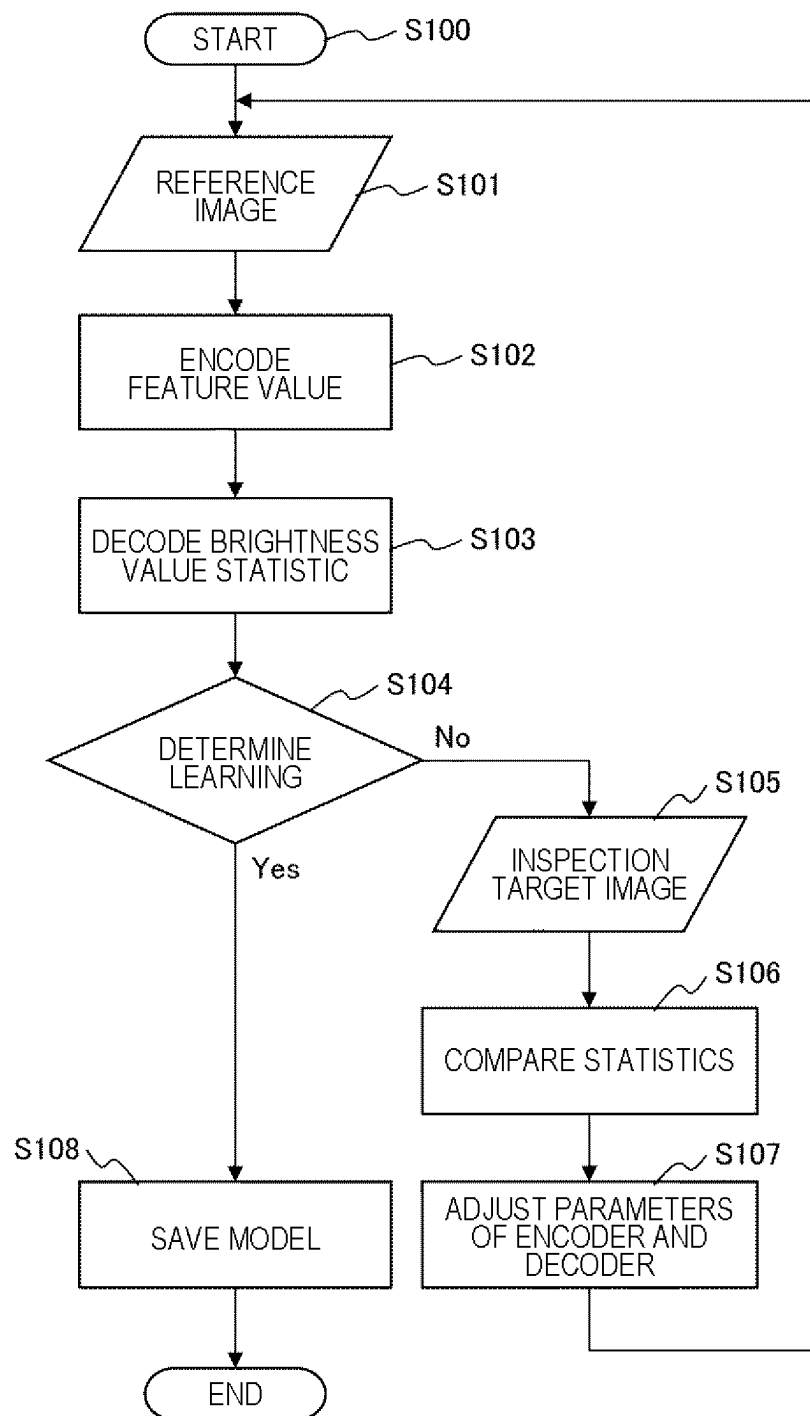 START
S100
REFERENCE
IMAGE
S101
ENCODE
FEATURE VALUE
S102
DECODE BRIGHTNESS
VALUE STATISTIC
S103
S104
DETERMINE
LEARNING
No
Yes
S105
INSPECTION
TARGET IMAGE
S106
COMPARE STATISTICS
S107
ADJUST PARAMETERS
OF ENCODER AND
DECODER
S108
SAVE MODEL
END